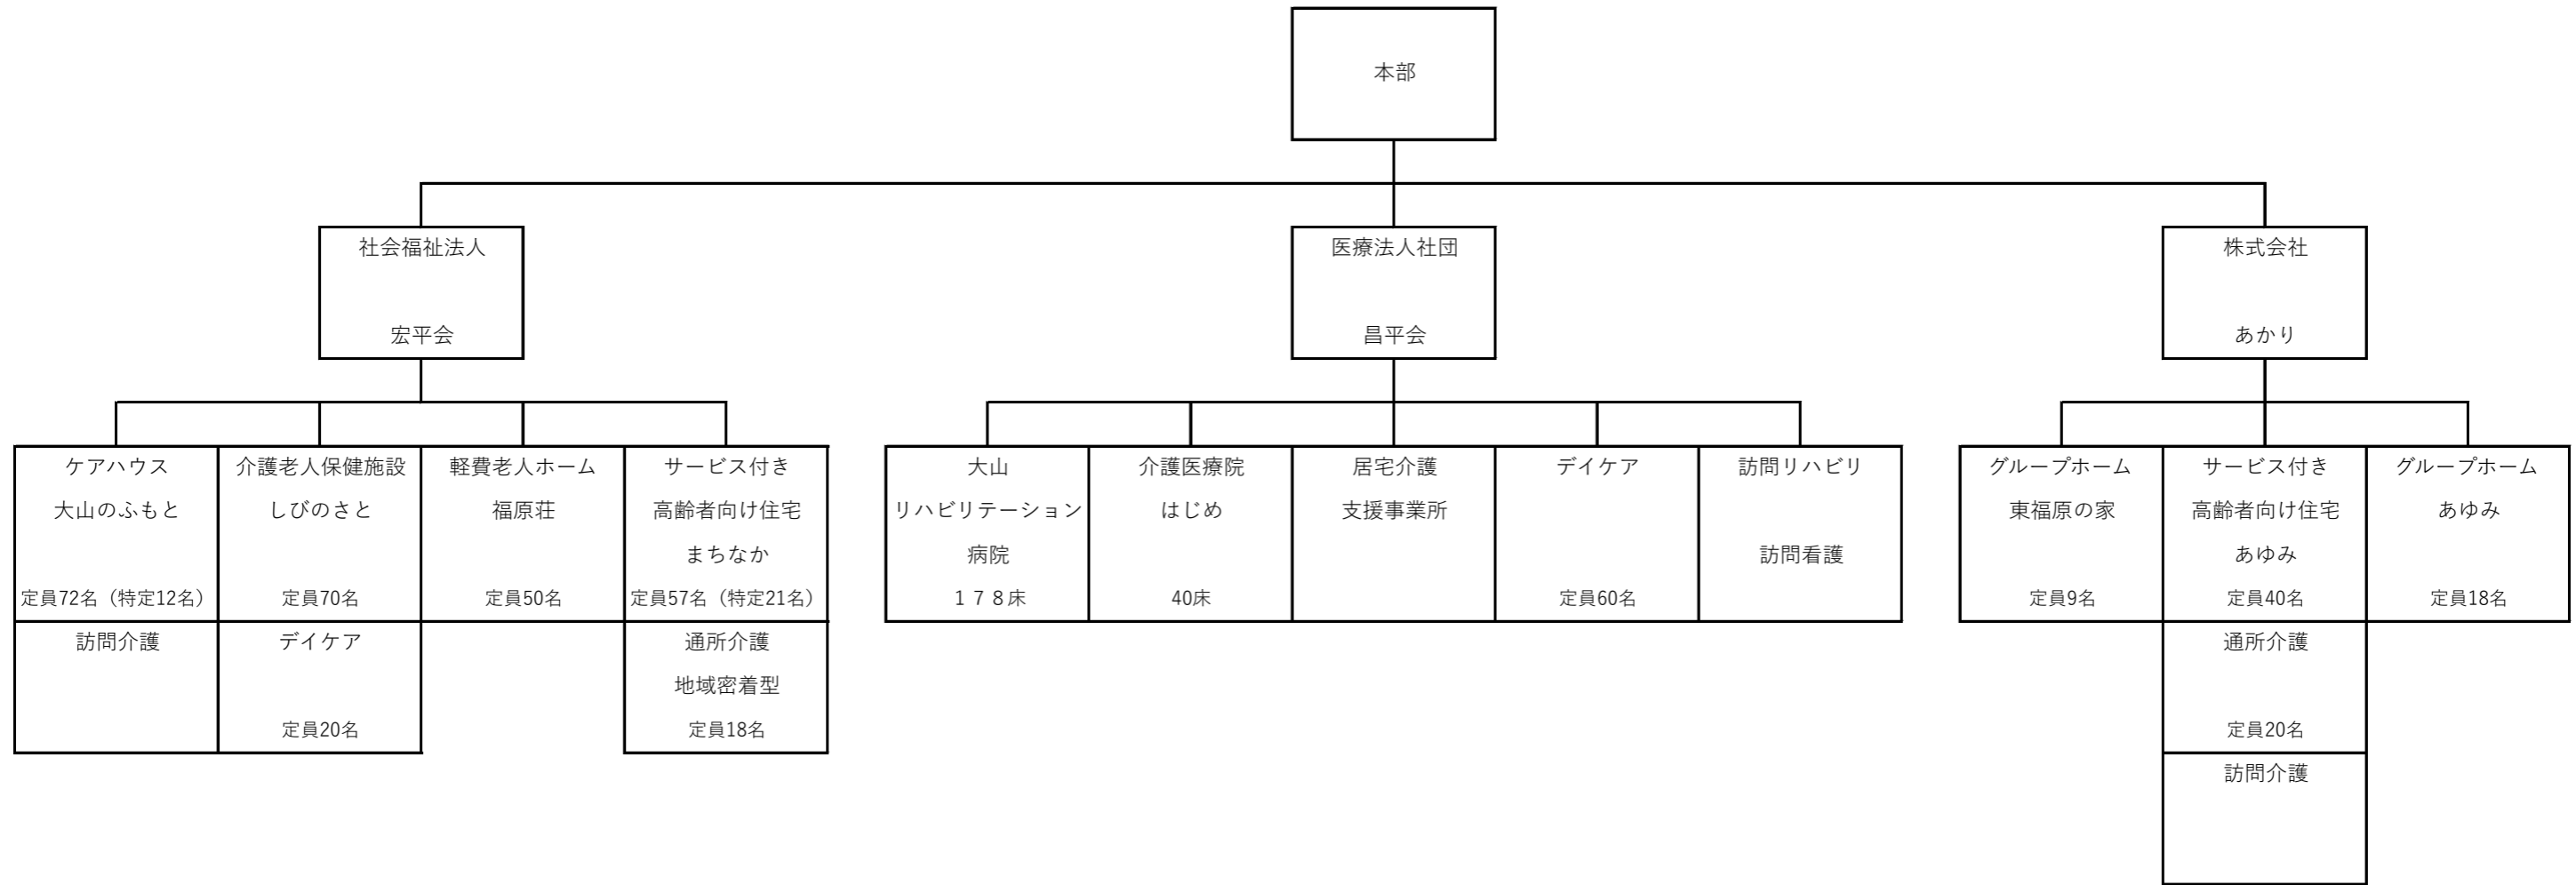 本部
社会福祉法人
宏平会
医療法人社団
昌平会
株式会社
あかり
ケアハウス
大山のふもと
定員72名（特定12名）
訪問介護
介護老人保健施設
しびのさと
定員70名
デイケア
定員20名
軽費老人ホーム
福原荘
定員50名
サービス付き
高齢者向け住宅
まちなか
定員57名（特定21名）
通所介護
地域密着型
定員18名
大山
リハビリテーション
病院
１７８床
介護医療院
はじめ
40床
居宅介護
支援事業所
デイケア
定員60名
訪問リハビリ
訪問看護
グループホーム
東福原の家
定員9名
サービス付き
高齢者向け住宅
あゆみ
定員40名
通所介護
定員20名
訪問介護
グループホーム
あゆみ
定員18名